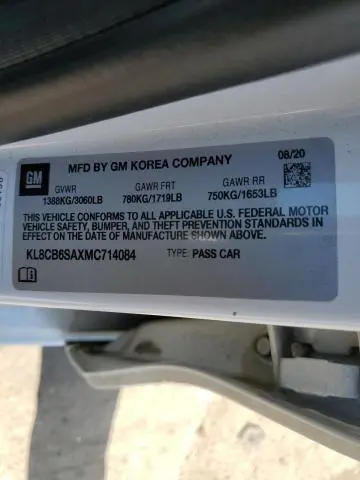 GM
MFD BY GM KOREA COMPANY
08/20
GVWR GAWR FRT GAWR RR
1388KG/3060LB 780KG/1719LB 750KG/1653LB
THIS VEHICLE CONFORMS TO ALL APPLICABLE U.S. FEDERAL MOTOR
VEHICLE SAFETY, BUMPER, AND THEFT PREVENTION STANDARDS IN
EFFECT ON THE DATE OF MANUFACTURE SHOWN ABOVE.
KL8CB6SAXMC714084 TYPE: PASS CAR